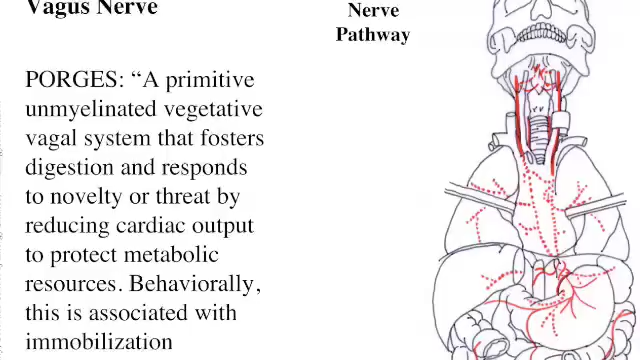 Vagus Nerve
Nerve
Pathway
PORGES: “A primitive
unmyelinated vegetative
vagal system that fosters
digestion and responds
to novelty or threat by
reducing cardiac output
to protect metabolic
resources. Behaviorally,
this is associated with
immobilization